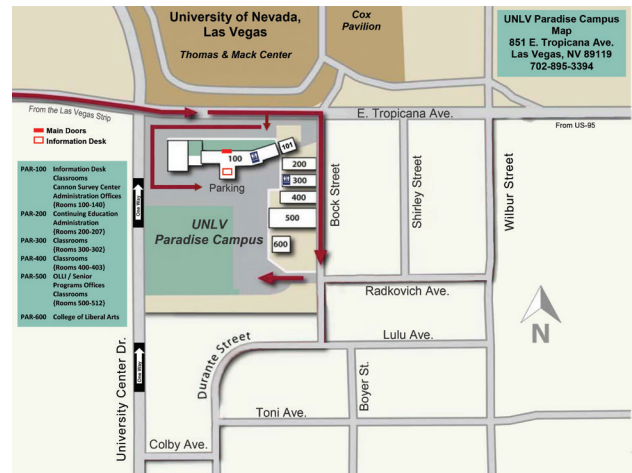 University of Nevada,
Las Vegas
Thomas & Mack Center
Cox
Pavilion
UNLV Paradise Campus
Map
851 E. Tropicana Ave.
Las Vegas, NV 89119
702-895-3394
From the Las Vegas Strip
E. Tropicana Ave.
From US-95
Main Doors
Information Desk
PAR-100 Information Desk
Classrooms
Cannon Survey Center
Administration Offices
(Rooms 100-140)
PAR-200 Continuing Education
Administration
(Rooms 200-207)
PAR-300 Classrooms
(Rooms 300-302)
PAR-400 Classrooms
(Rooms 400-403)
PAR-500 OLLI / Senior
Programs Offices
Classrooms
(Rooms 500-512)
PAR-600 College of Liberal Arts
100
101
200
300
400
500
600
Parking
UNLV
Paradise Campus
One Way
One Way
University Center Dr.
Bock Street
Shirley Street
Wilbur Street
Radkovich Ave.
N
Lulu Ave.
Durante Street
Boyer St.
Toni Ave.
Colby Ave.